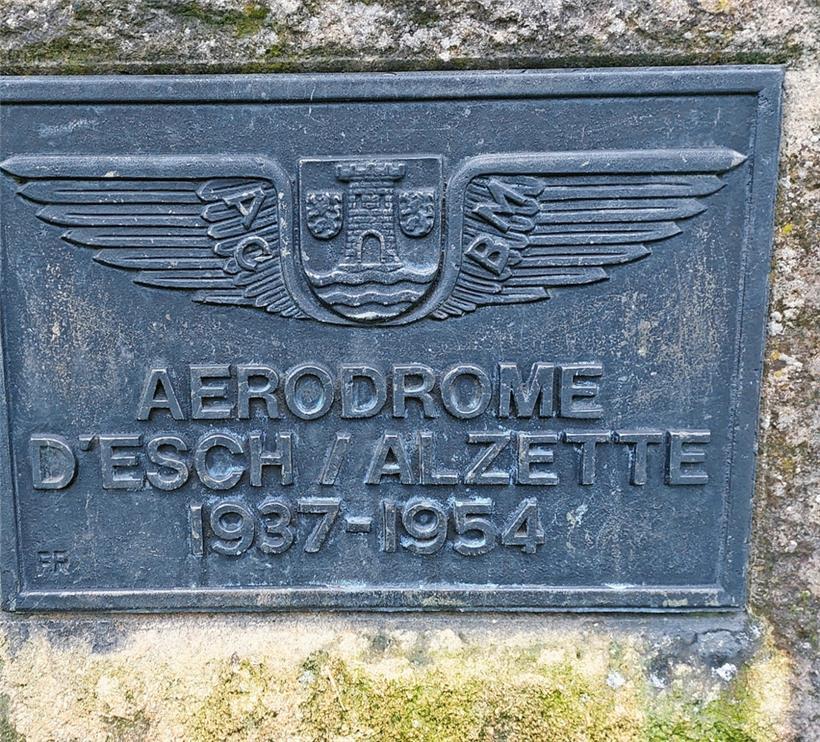 AC BM
AERODROME
D'ESCH / ALZETTE
1937-1954
FR